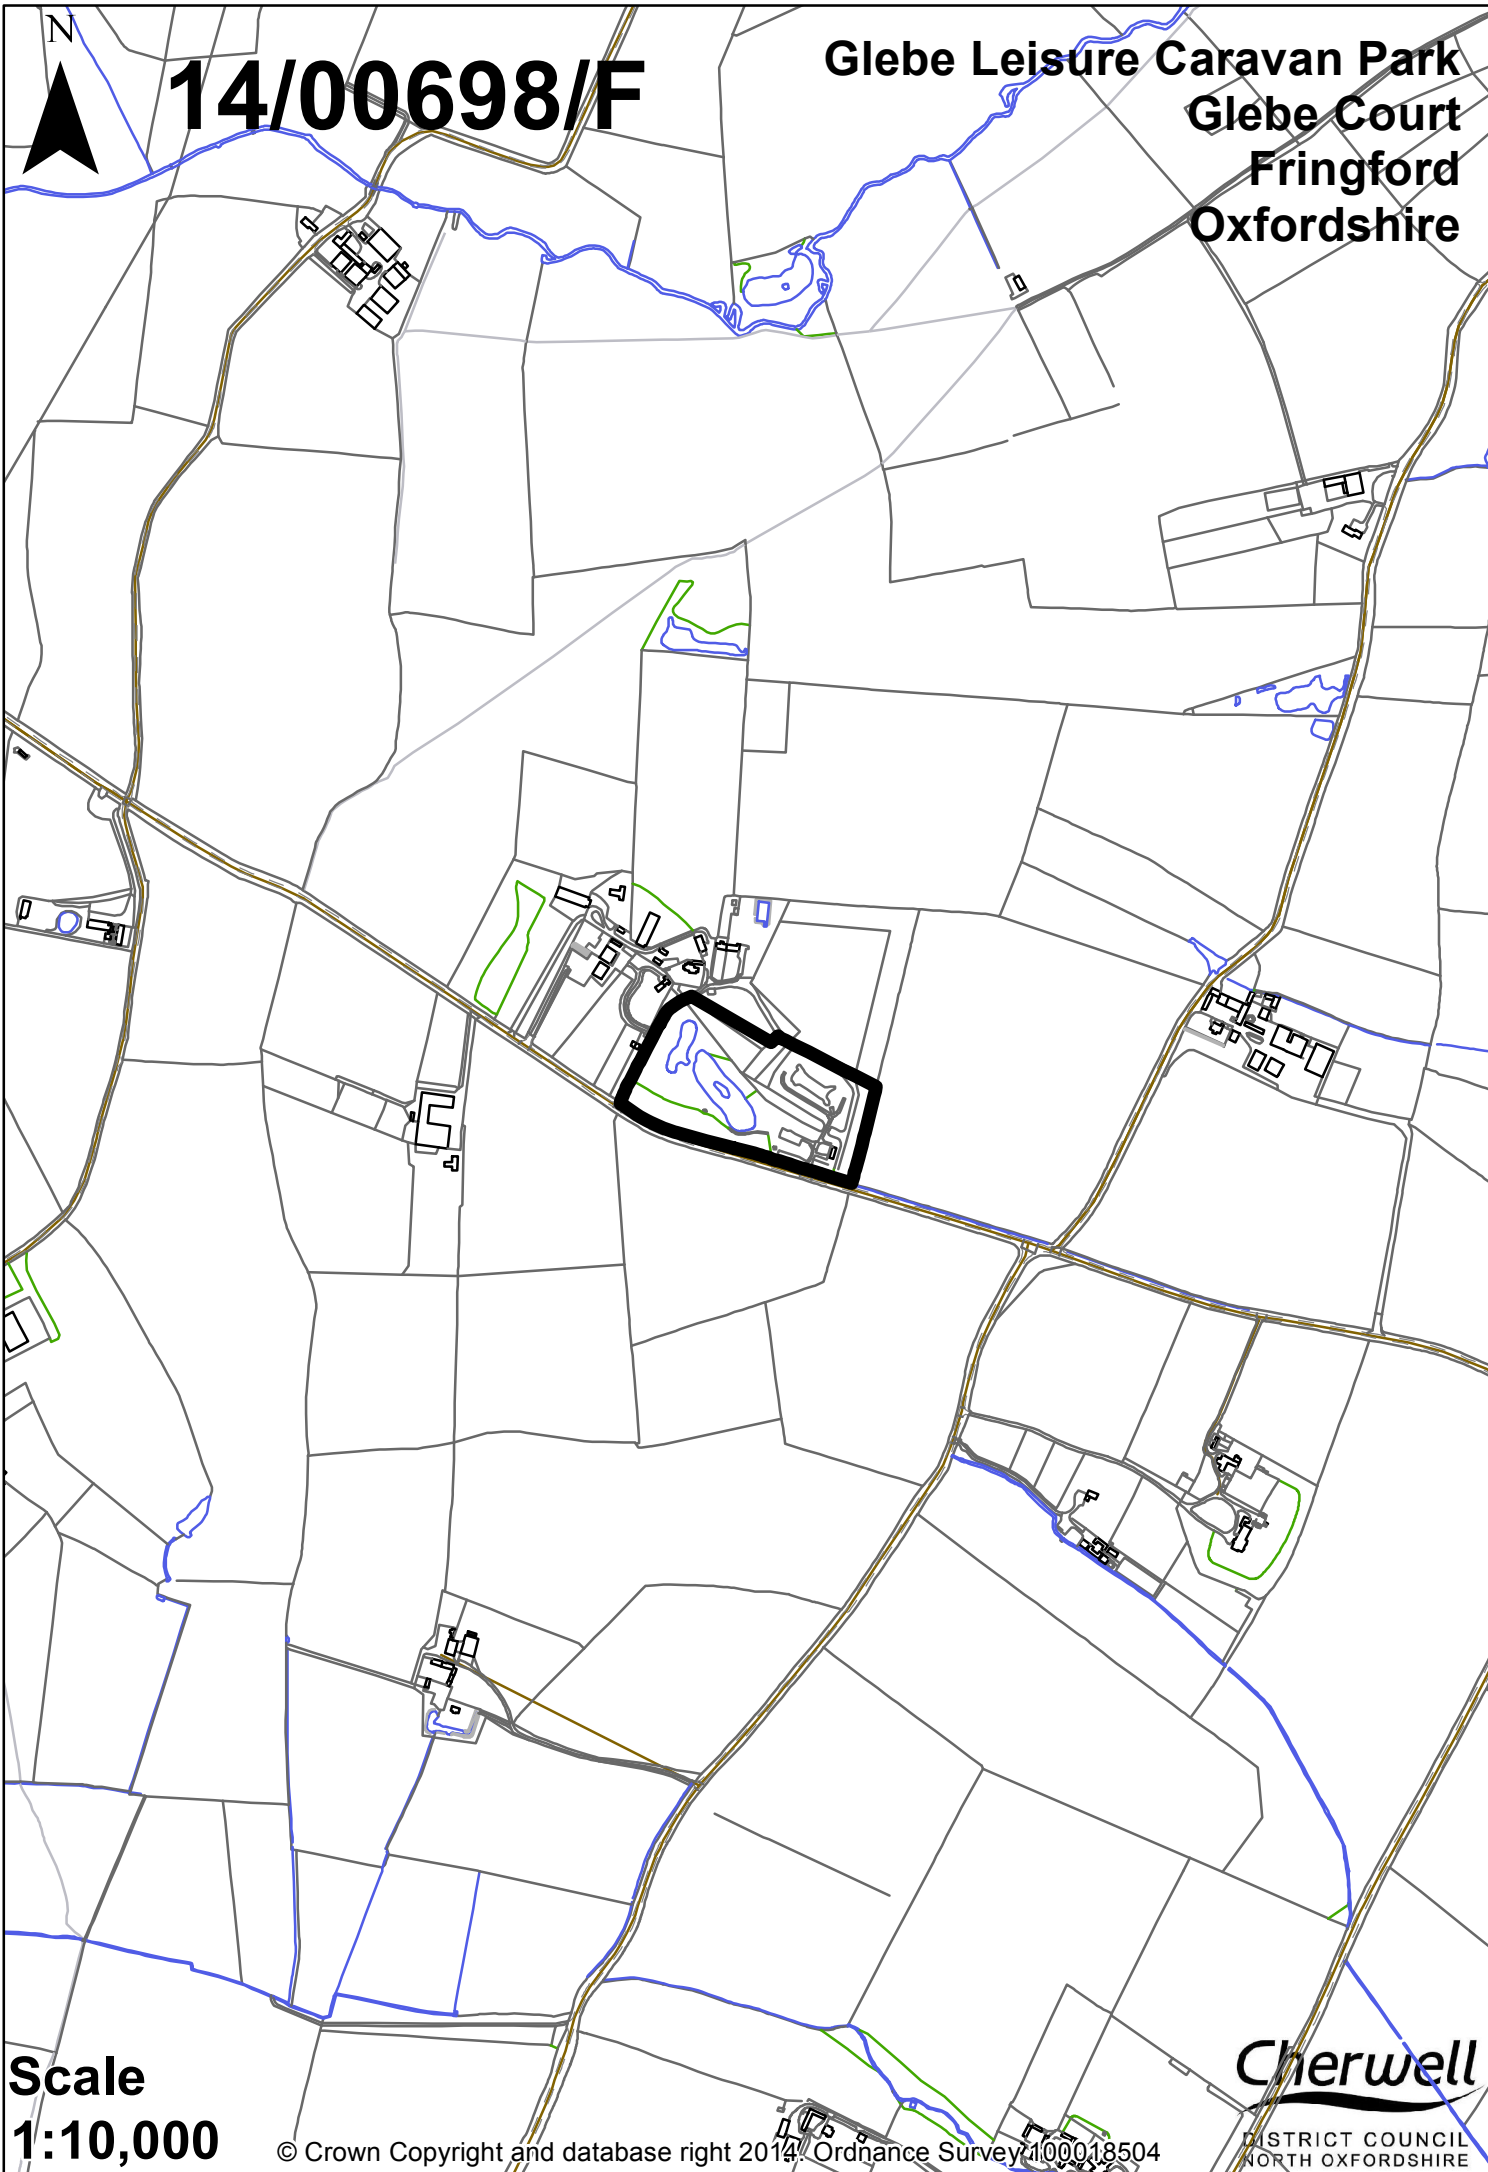 N
14/00698/F
Glebe Leisure Caravan Park
Glebe Court
Fringford
Oxfordshire
Scale
1:10,000
© Crown Copyright and database right 2014. Ordnance Survey 100018504
Cherwell
DISTRICT COUNCIL
NORTH OXFORDSHIRE